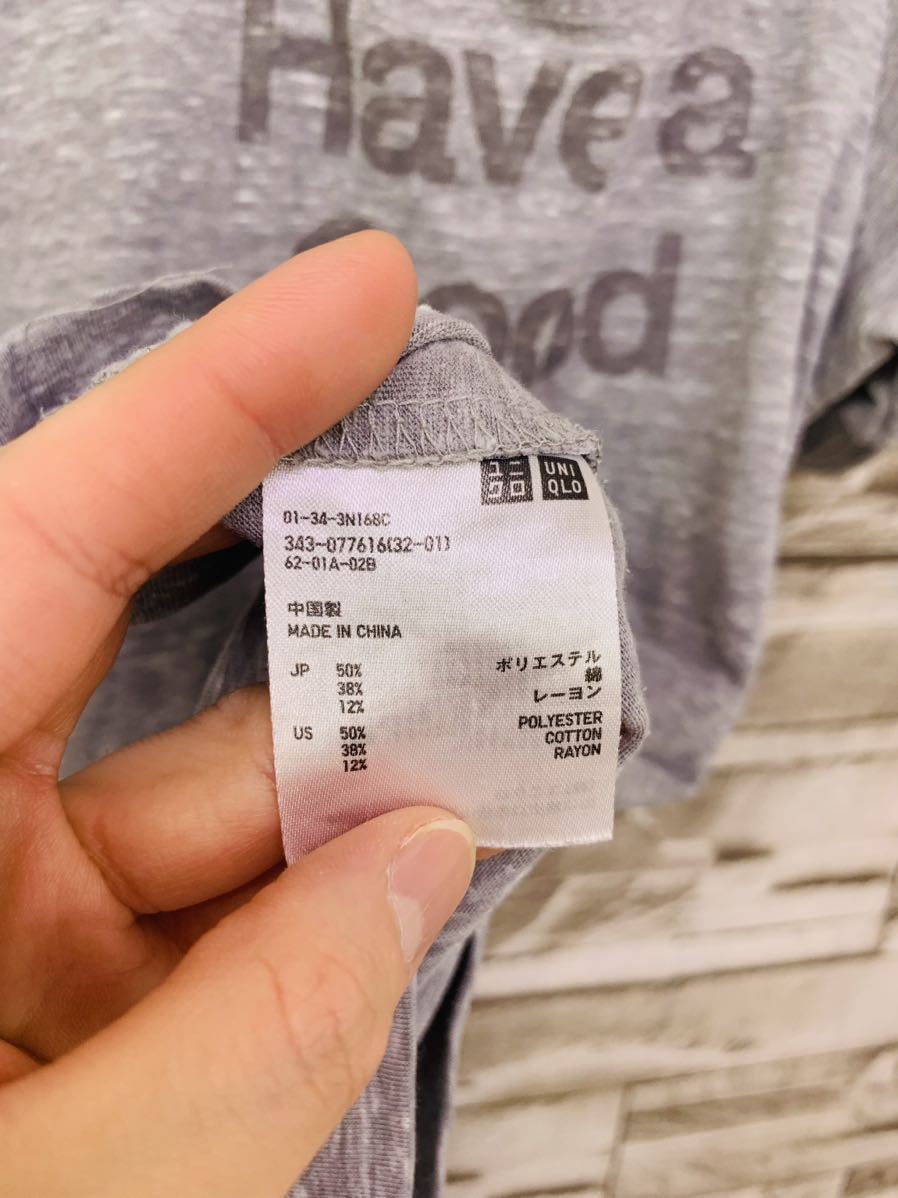 Have a
ユニ
クロ
UNI
QLO
01-34-3N168C
343-077616(32-01)
62-01A-02B
中国製
MADE IN CHINA
JP 50% ポリエステル
38% 綿
12% レーヨン
US 50% POLYESTER
38% COTTON
12% RAYON